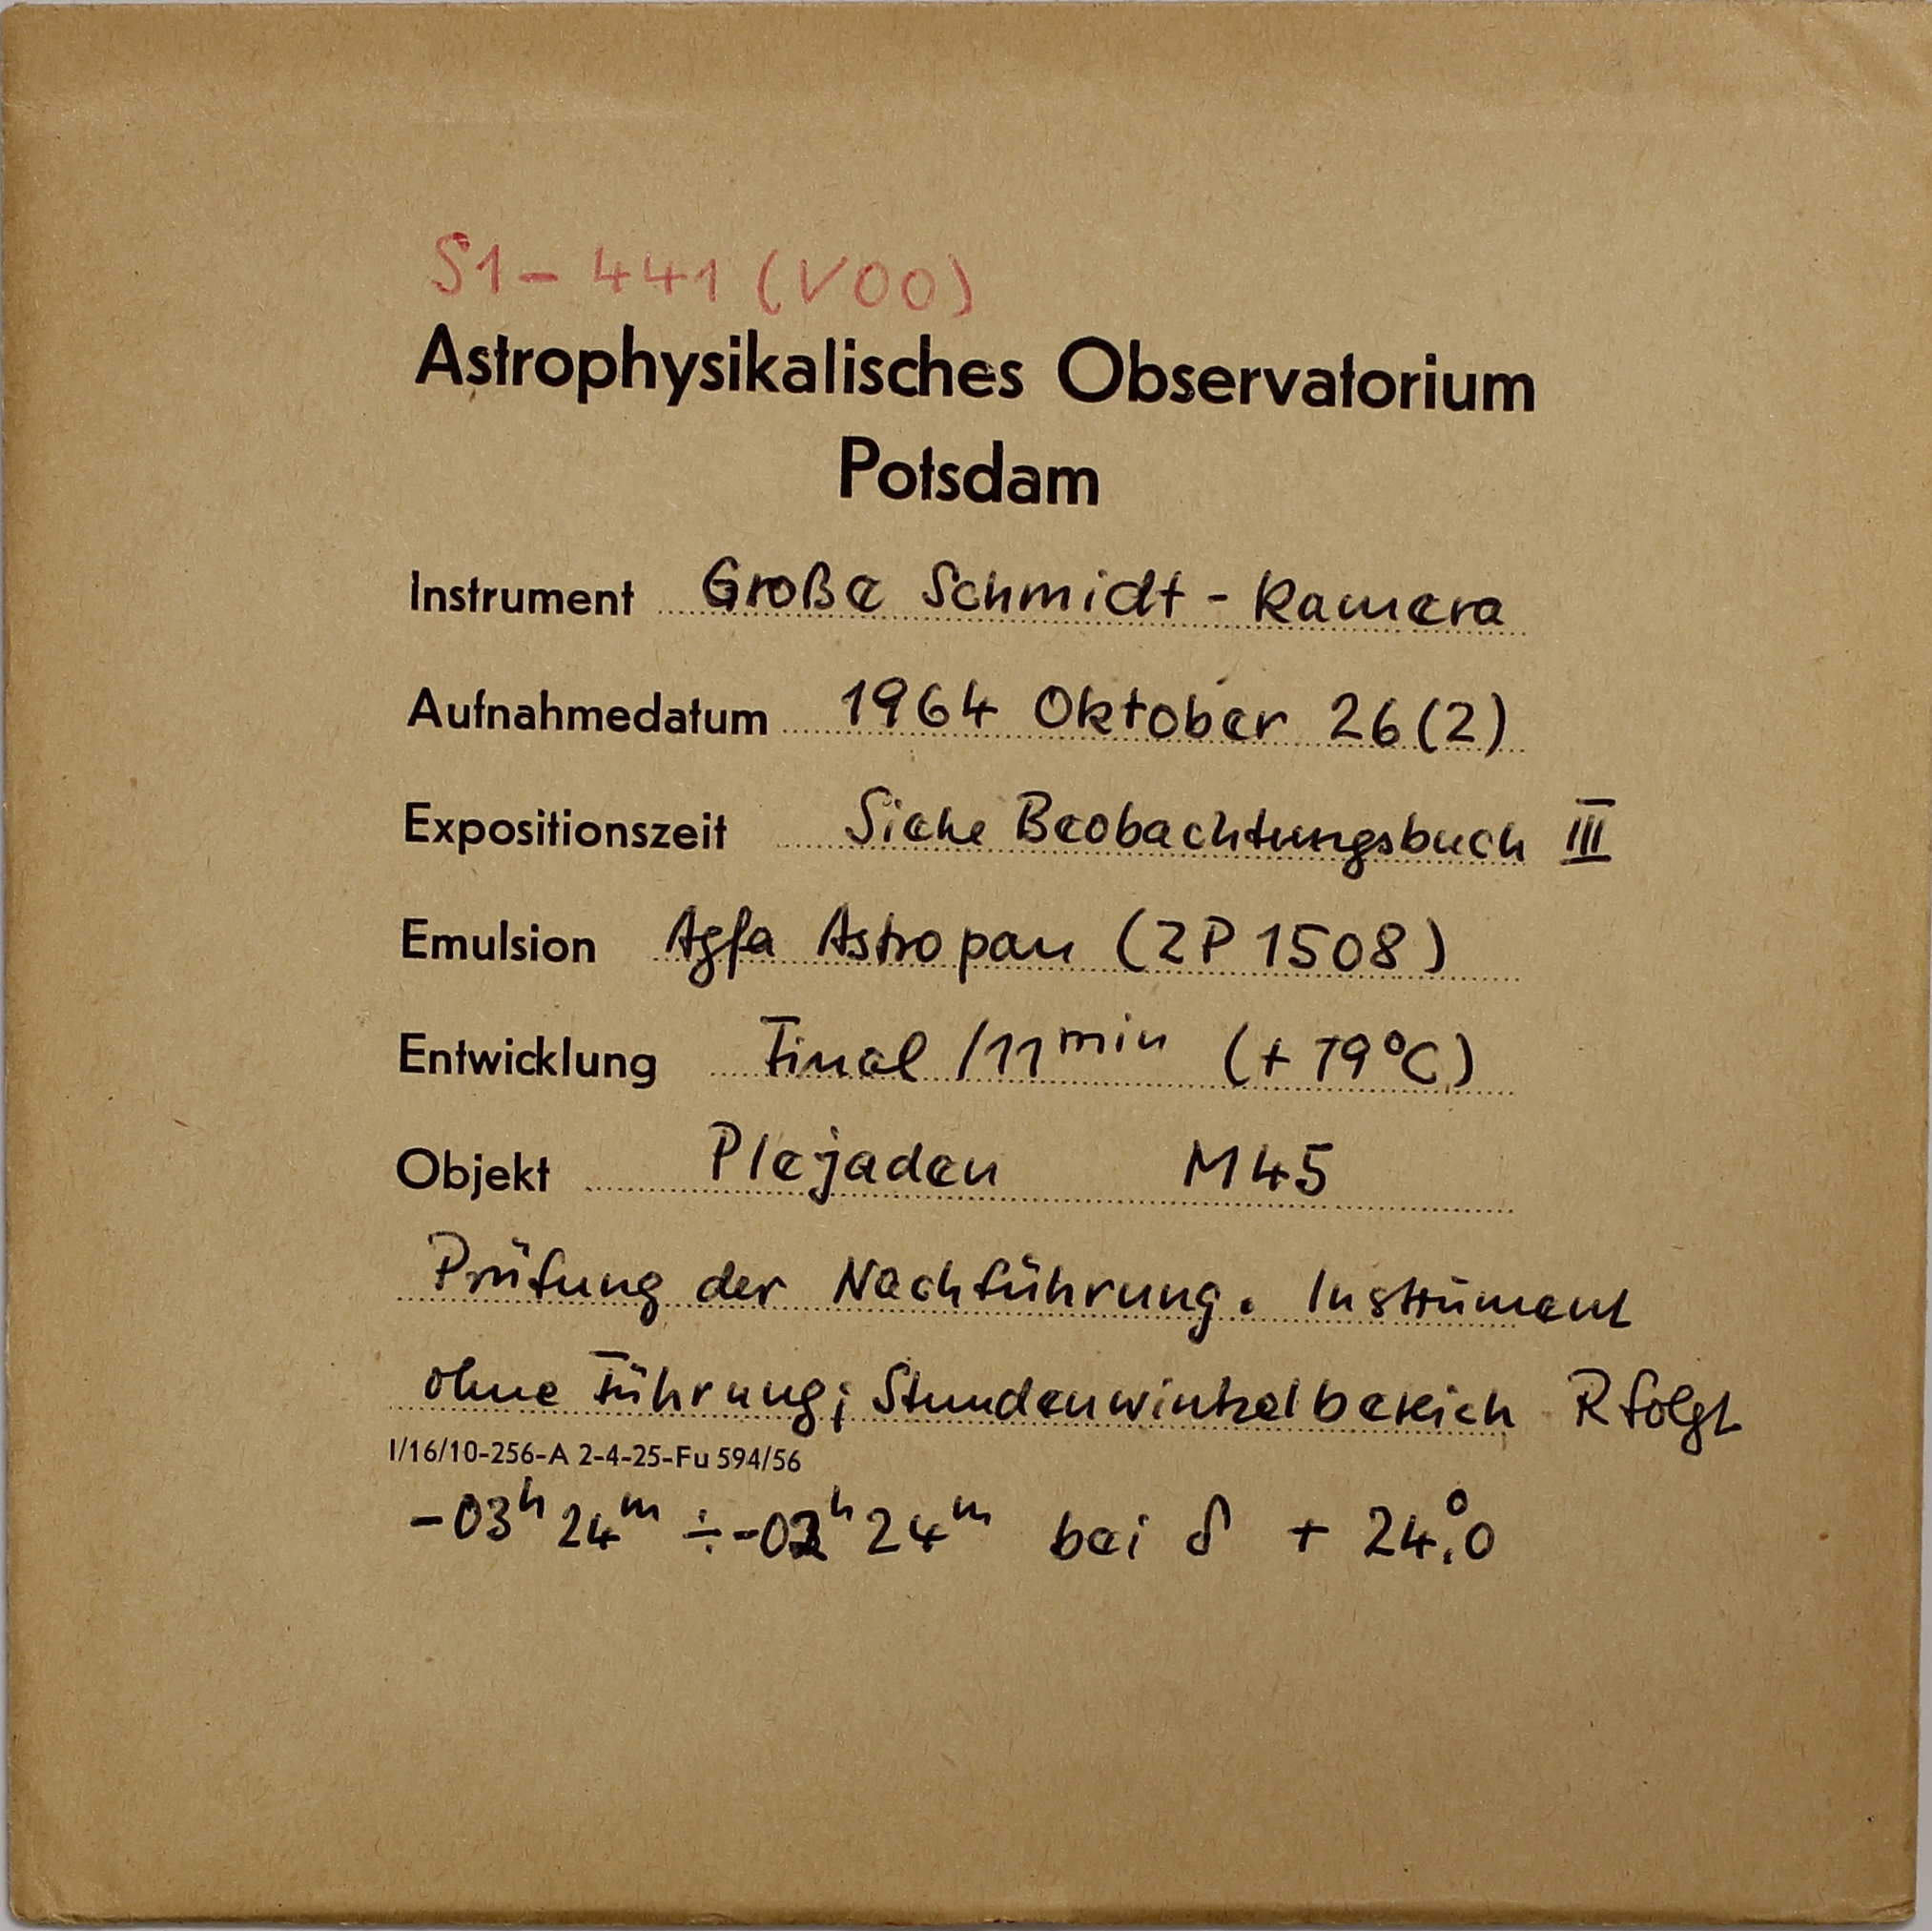 S1 - 441 (V00)
Astrophysikalisches Observatorium
Potsdam
Instrument Große Schmidt - Kamera
Aufnahmedatum 1964 Oktober 26 (2)
Expositionszeit Siehe Beobachtungsbuch III
Emulsion Agfa Astropan (ZP 1508)
Entwicklung Final /11 min (+ 19°C)
Objekt Plejaden M45
Prüfung der Nachführung. Instrument
ohne Führung; Stundenwinkelbereich R folgt
I/16/10-256-A 2-4-25-Fu 594/56
-03h 24m ÷ -02h 24m bei δ + 24.°0